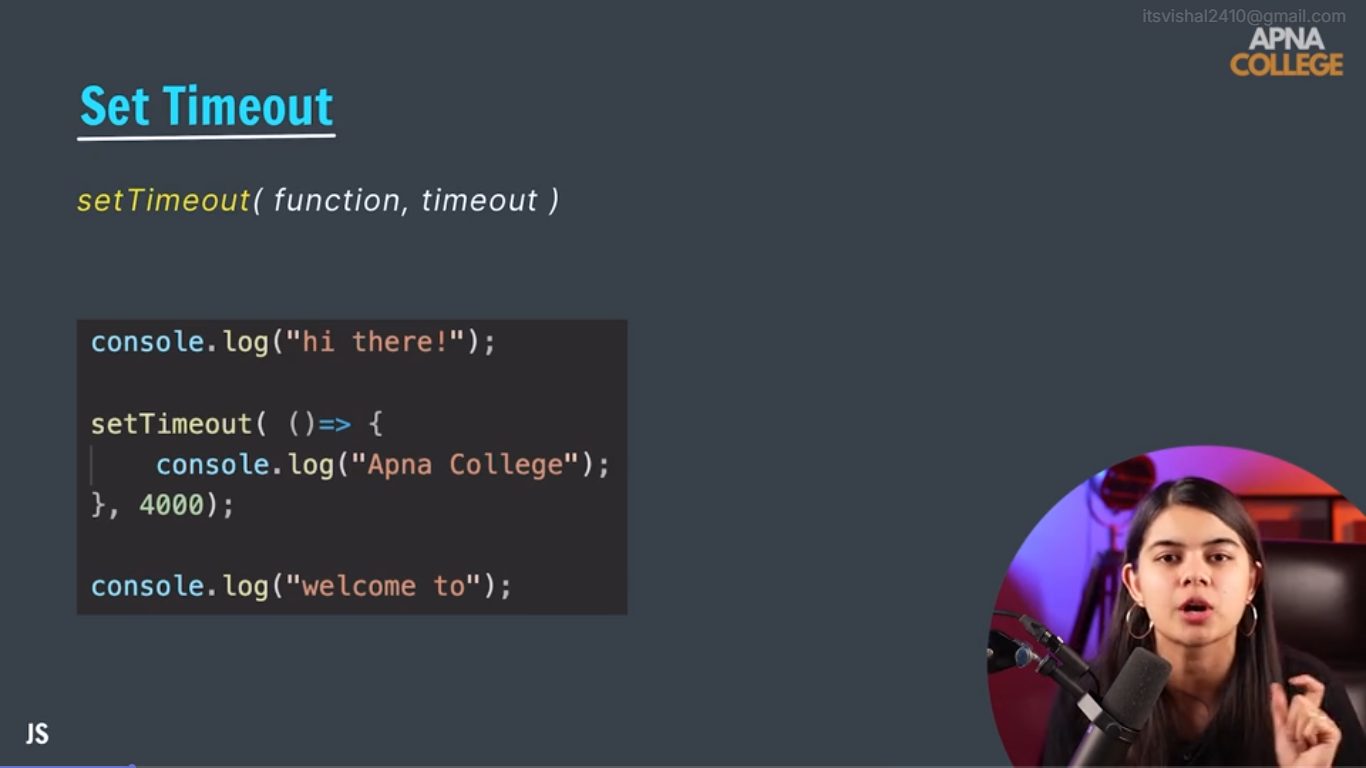 itsvishal2410@gmail.com
APNA
COLLEGE
Set Timeout
setTimeout( function, timeout )
console.log("hi there!");
setTimeout( ()=> {
    console.log("Apna College");
}, 4000);
console.log("welcome to");
JS